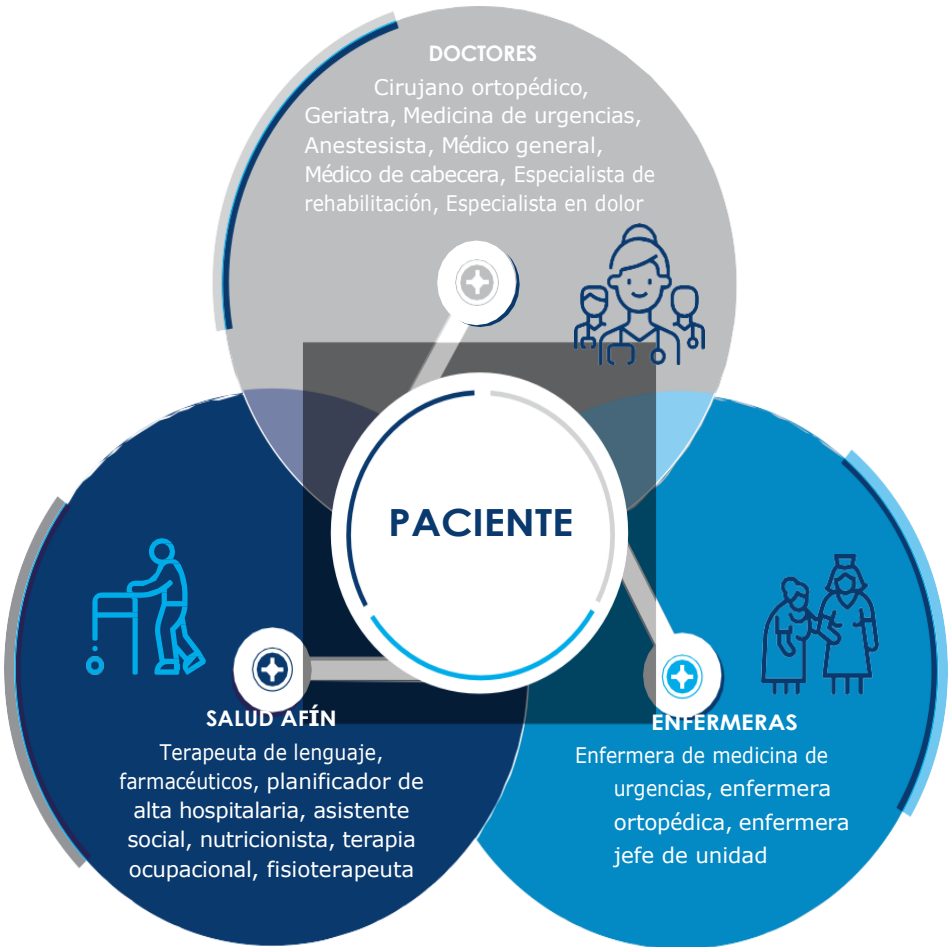 DOCTORES
Cirujano ortopédico,
Geriatra, Medicina de urgencias,
Anestesista, Médico general,
Médico de cabecera, Especialista de
rehabilitación, Especialista en dolor
PACIENTE
SALUD AFÍN
Terapeuta de lenguaje,
farmacéuticos, planificador de
alta hospitalaria, asistente
social, nutricionista, terapia
ocupacional, fisioterapeuta
ENFERMERAS
Enfermera de medicina de
urgencias, enfermera
ortopédica, enfermera
jefe de unidad